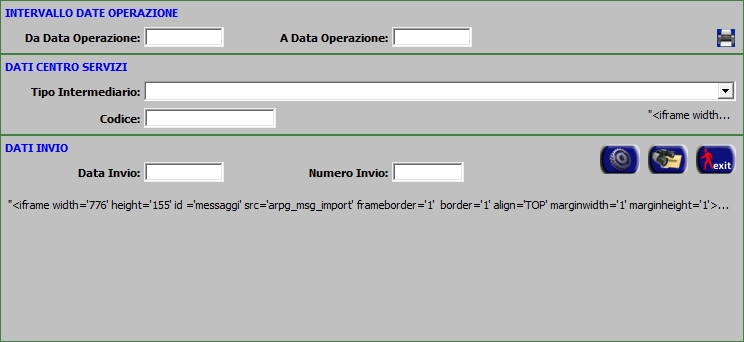 INTERVALLO DATE OPERAZIONE
Da Data Operazione: A Data Operazione:
DATI CENTRO SERVIZI
Tipo Intermediario:
Codice: "<iframe width...
DATI INVIO
exit
Data Invio: Numero Invio:
"<iframe width='776' height='155' id ='messaggi' src='arpg_msg_import' frameborder='1'  border='1' align='TOP' marginwidth='1' marginheight='1'>...